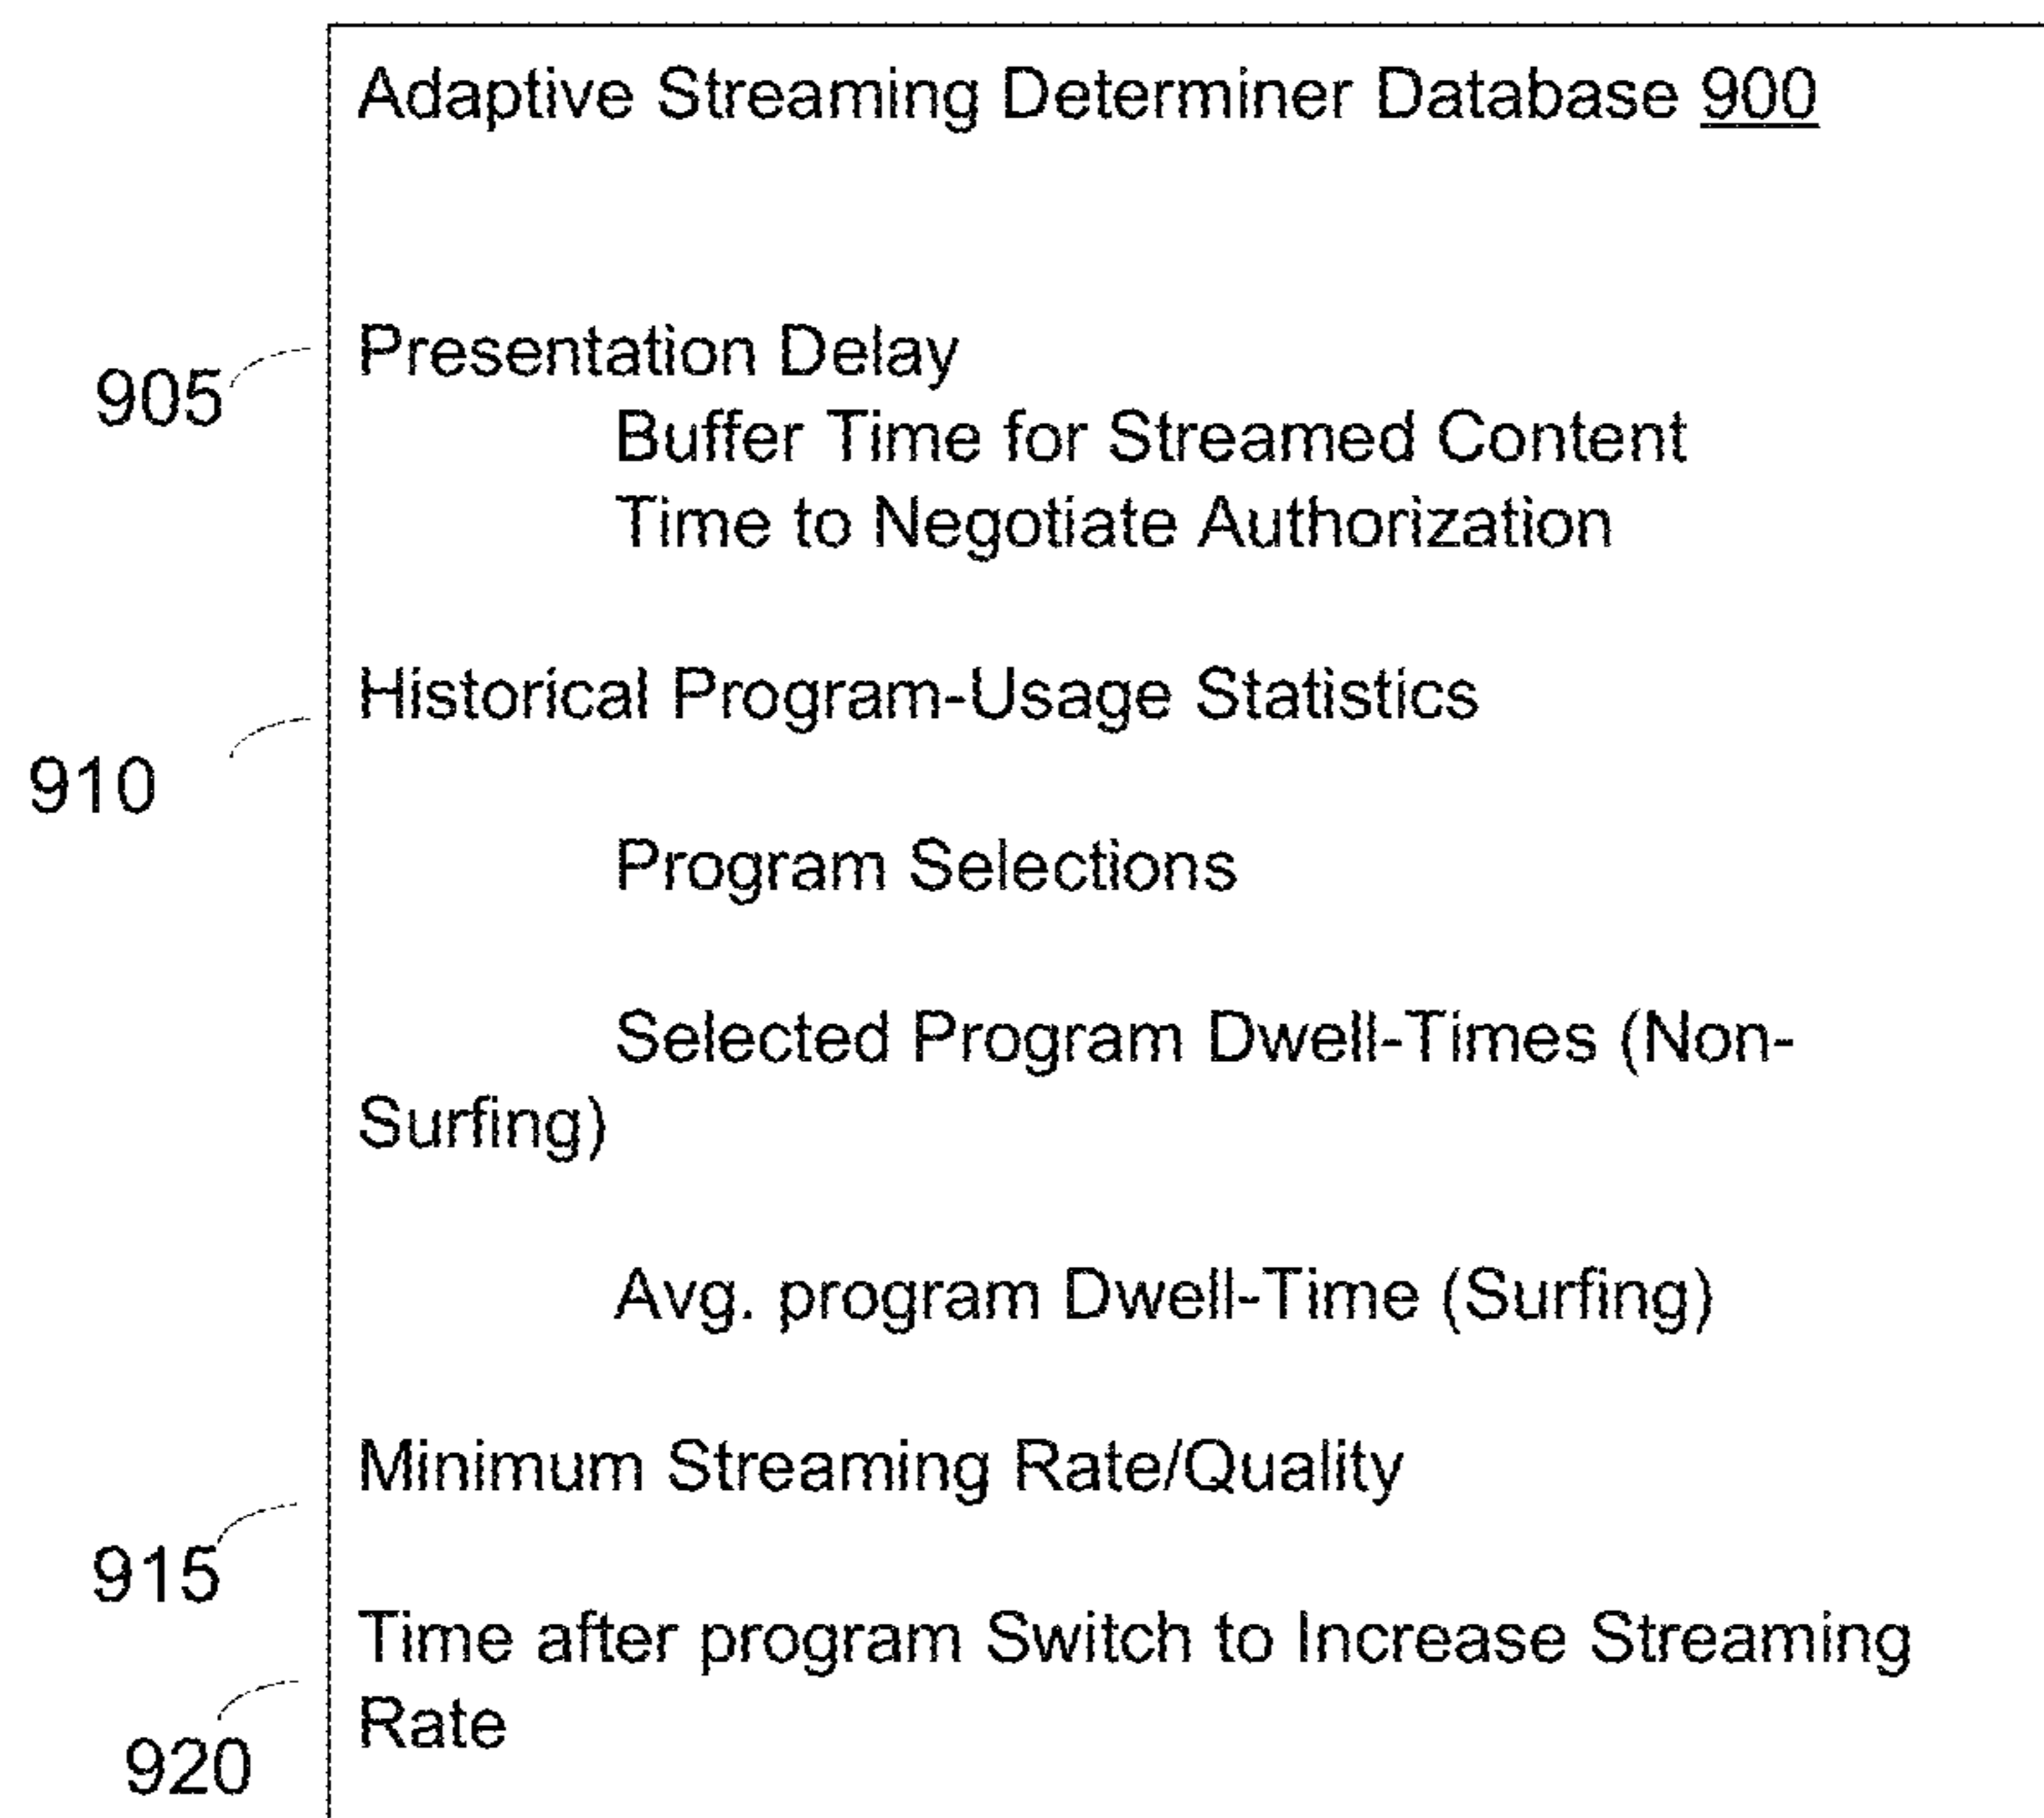 Adaptive Streaming Determiner Database 900
Presentation Delay
905
Buffer Time for Streamed Content
Time to Negotiate Authorization
Historical Program-Usage Statistics
910
Program Selections
Selected Program Dwell-Times (Non-
Surfing)
Avg. program Dwell-Time (Surfing)
Minimum Streaming Rate/Quality
915
Time after program Switch to Increase Streaming
Rate
920